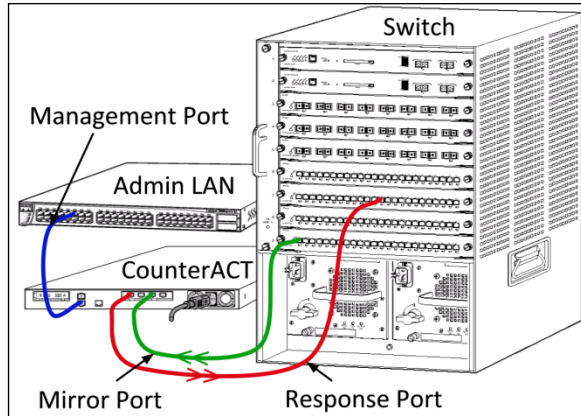 Switch
Management Port
Admin LAN
CounterACT
Mirror Port
Response Port